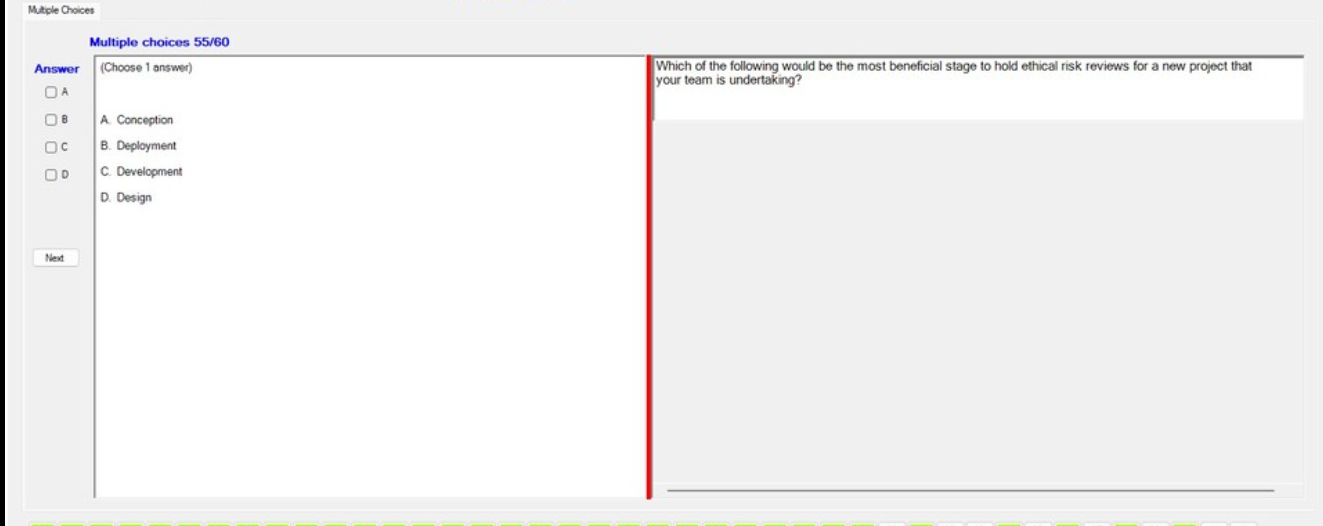 Multiple Choices
Multiple choices 55/60
Answer
A
B
C
D
Next
(Choose 1 answer)
A. Conception
B. Deployment
C. Development
D. Design
Which of the following would be the most beneficial stage to hold ethical risk reviews for a new project that
your team is undertaking?